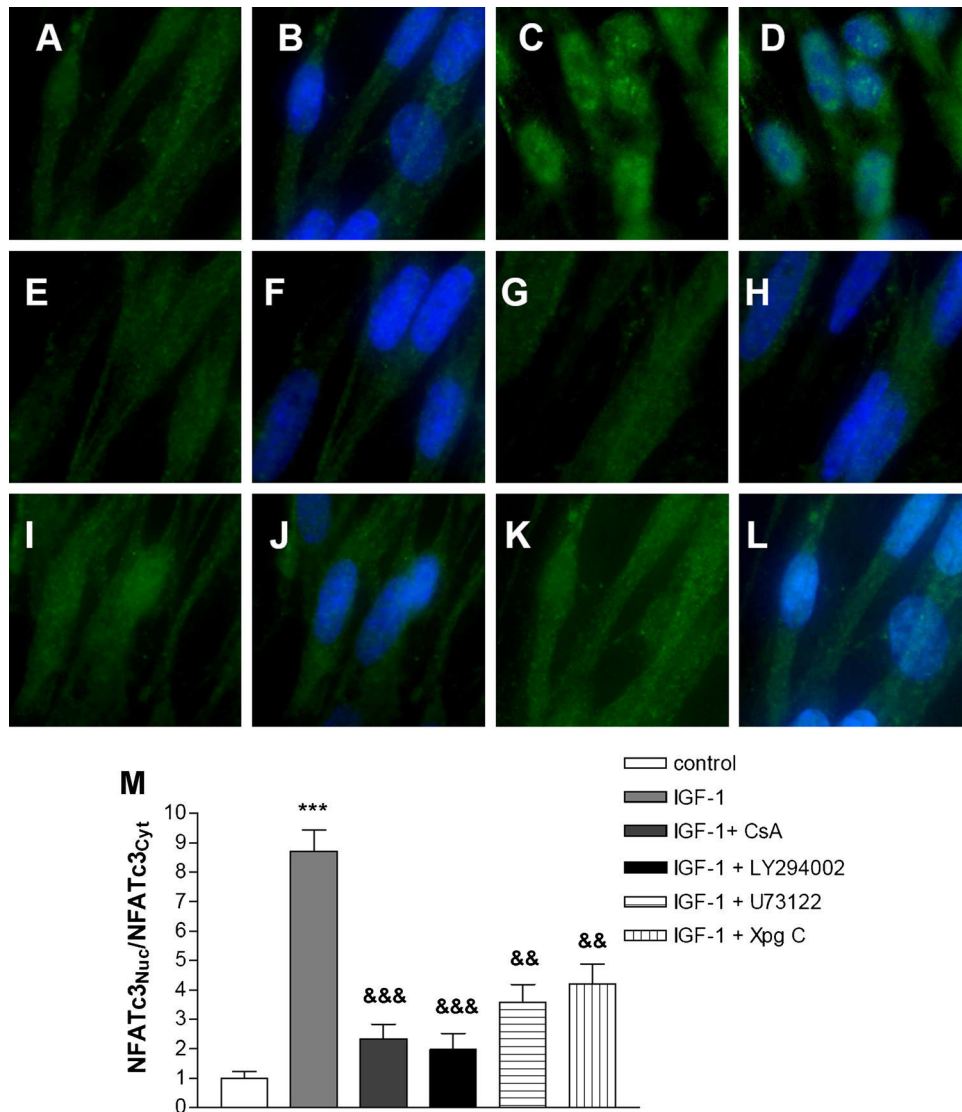 A
B
C
D
E
F
G
H
I
J
K
L
M
control
IGF-1
IGF-1+ CsA
IGF-1 + LY294002
IGF-1 + U73122
IGF-1 + Xpg C
NFATc3Nuc/NFATc3Cyt
10
9
8
7
6
5
4
3
2
1
0
***
&&&
&&&
&&
&&